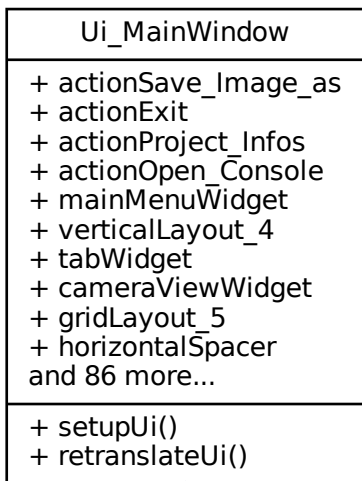 Ui_MainWindow
+ actionSave_Image_as
+ actionExit
+ actionProject_Infos
+ actionOpen_Console
+ mainMenuWidget
+ verticalLayout_4
+ tabWidget
+ cameraViewWidget
+ gridLayout_5
+ horizontalSpacer
and 86 more...
+ setupUi()
+ retranslateUi()